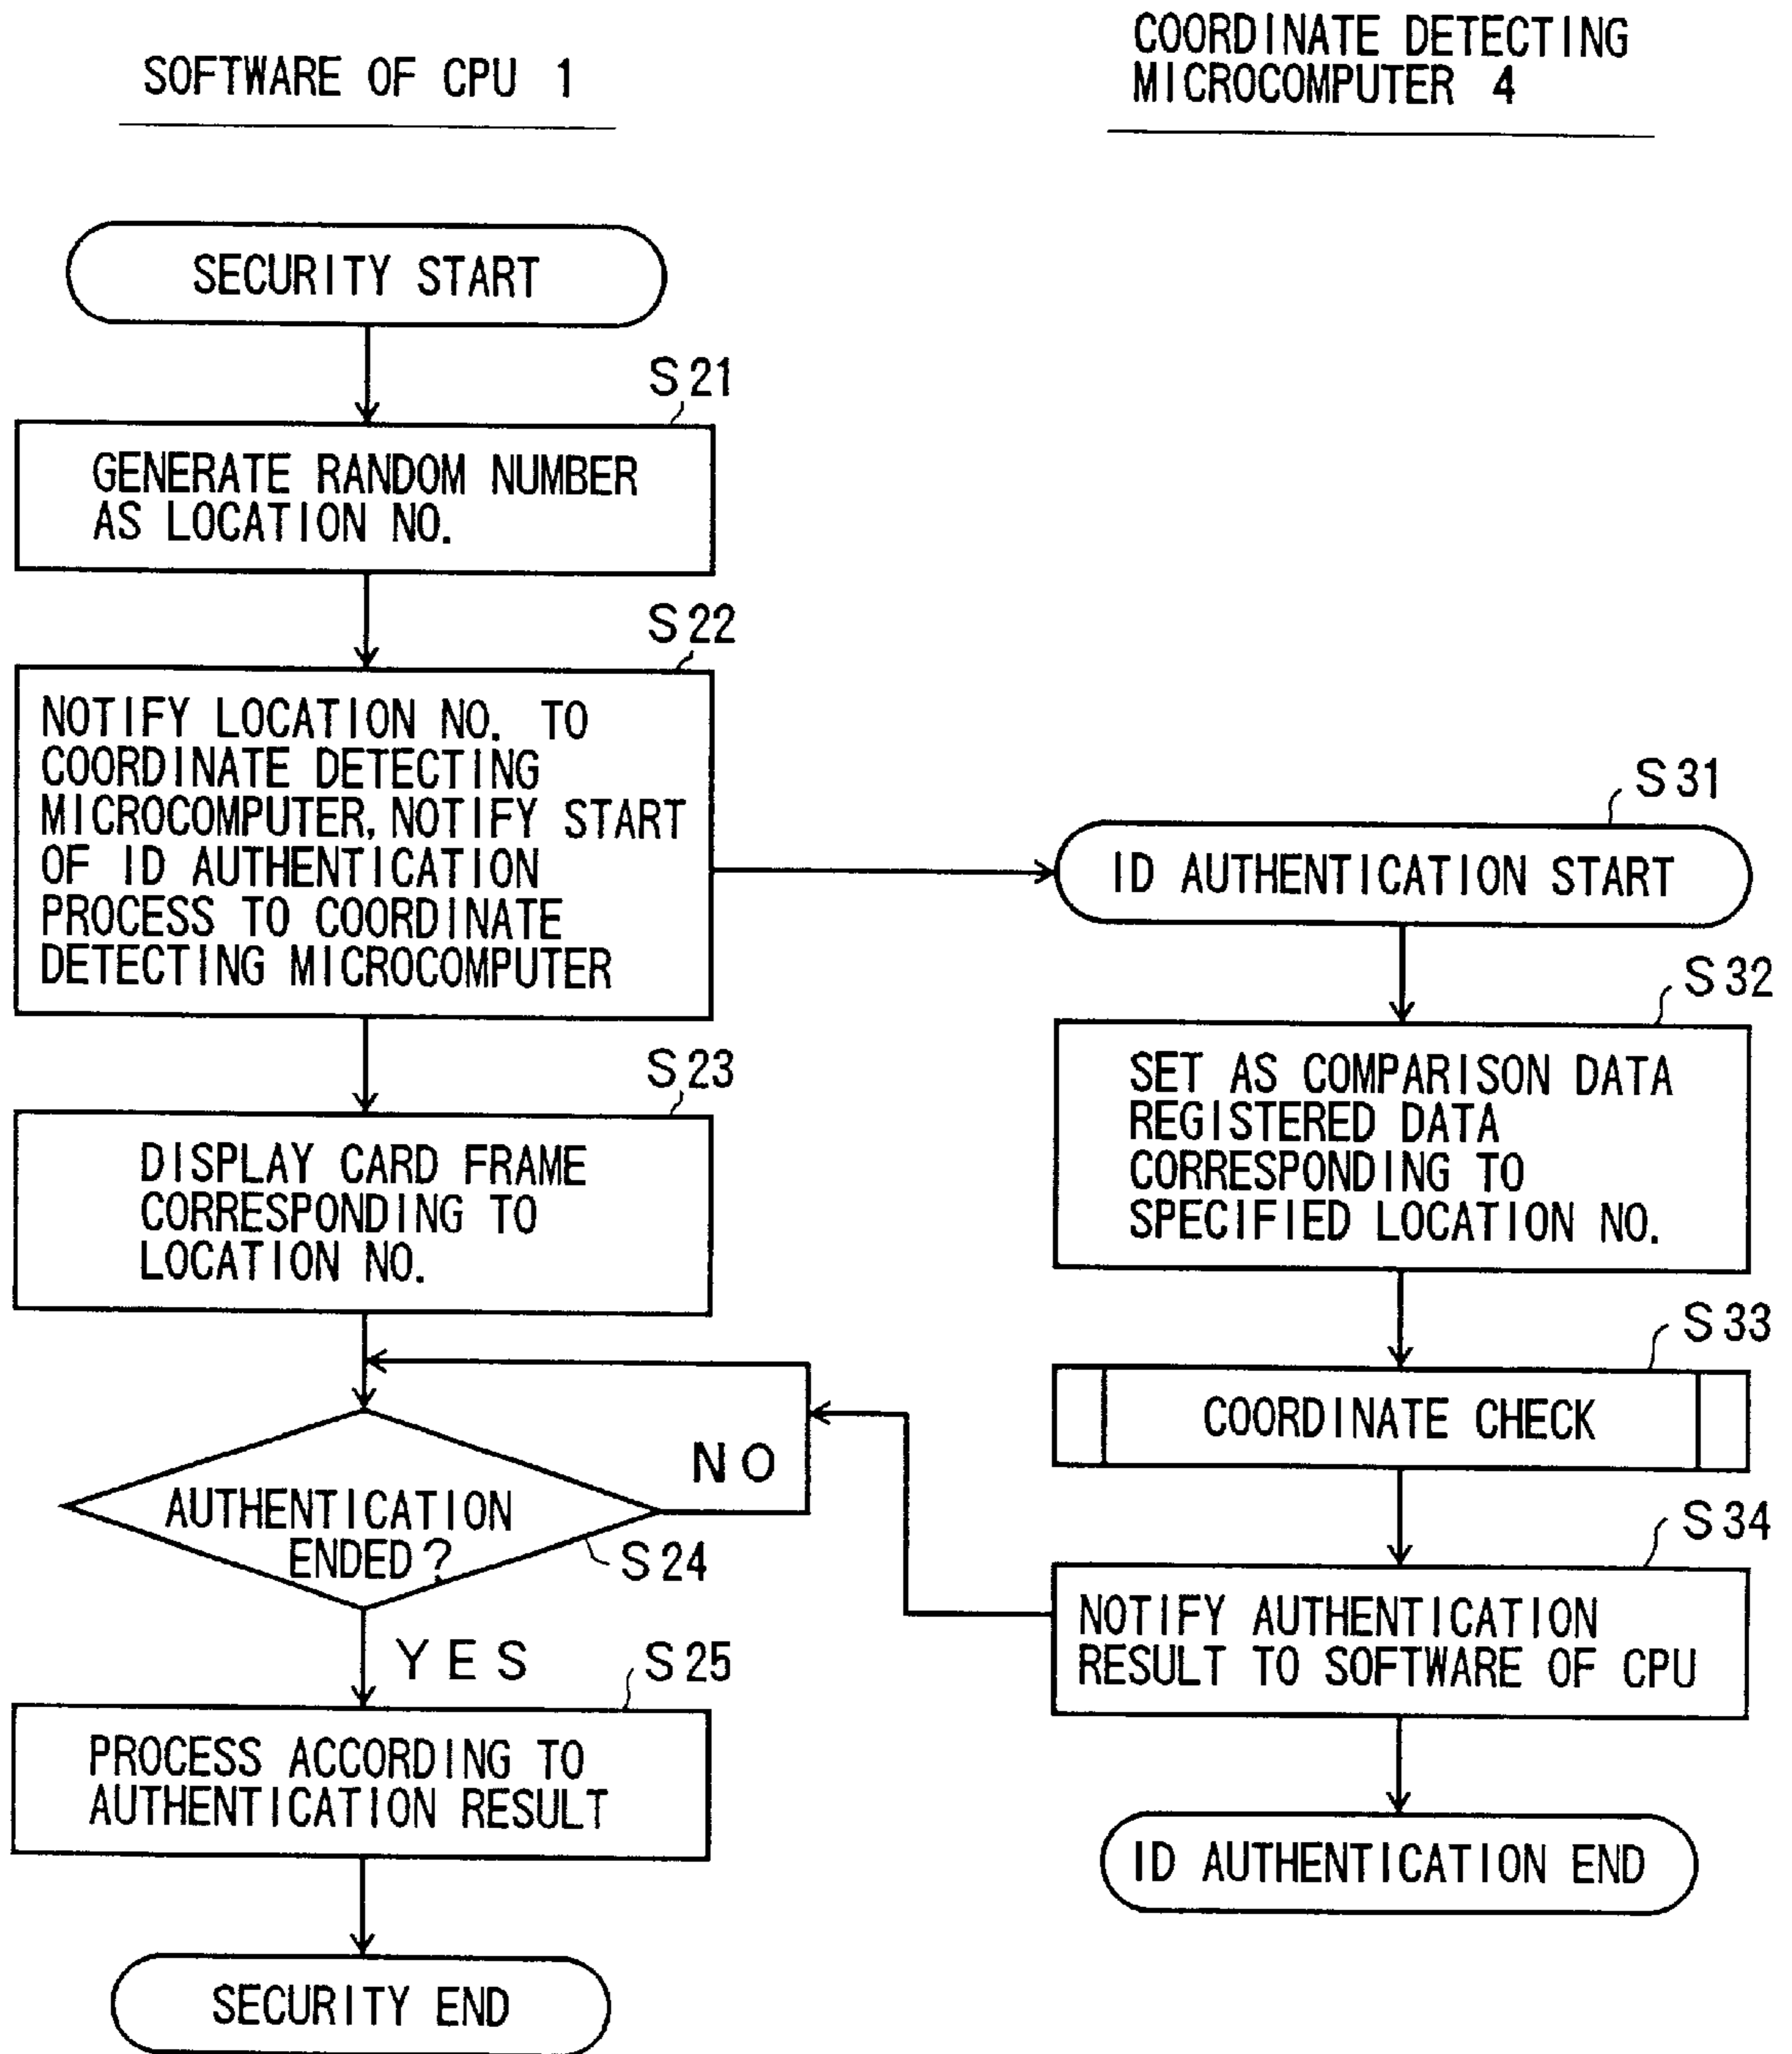 SOFTWARE OF CPU 1
COORDINATE DETECTING
MICROCOMPUTER 4
SECURITY START
S21
GENERATE RANDOM NUMBER
AS LOCATION NO.
S22
NOTIFY LOCATION NO. TO
COORDINATE DETECTING
MICROCOMPUTER, NOTIFY START
OF ID AUTHENTICATION
PROCESS TO COORDINATE
DETECTING MICROCOMPUTER
S23
DISPLAY CARD FRAME
CORRESPONDING TO
LOCATION NO.
AUTHENTICATION
ENDED?
S24
NO
YES
S25
PROCESS ACCORDING TO
AUTHENTICATION RESULT
SECURITY END
S31
ID AUTHENTICATION START
S32
SET AS COMPARISON DATA
REGISTERED DATA
CORRESPONDING TO
SPECIFIED LOCATION NO.
S33
COORDINATE CHECK
S34
NOTIFY AUTHENTICATION
RESULT TO SOFTWARE OF CPU
ID AUTHENTICATION END